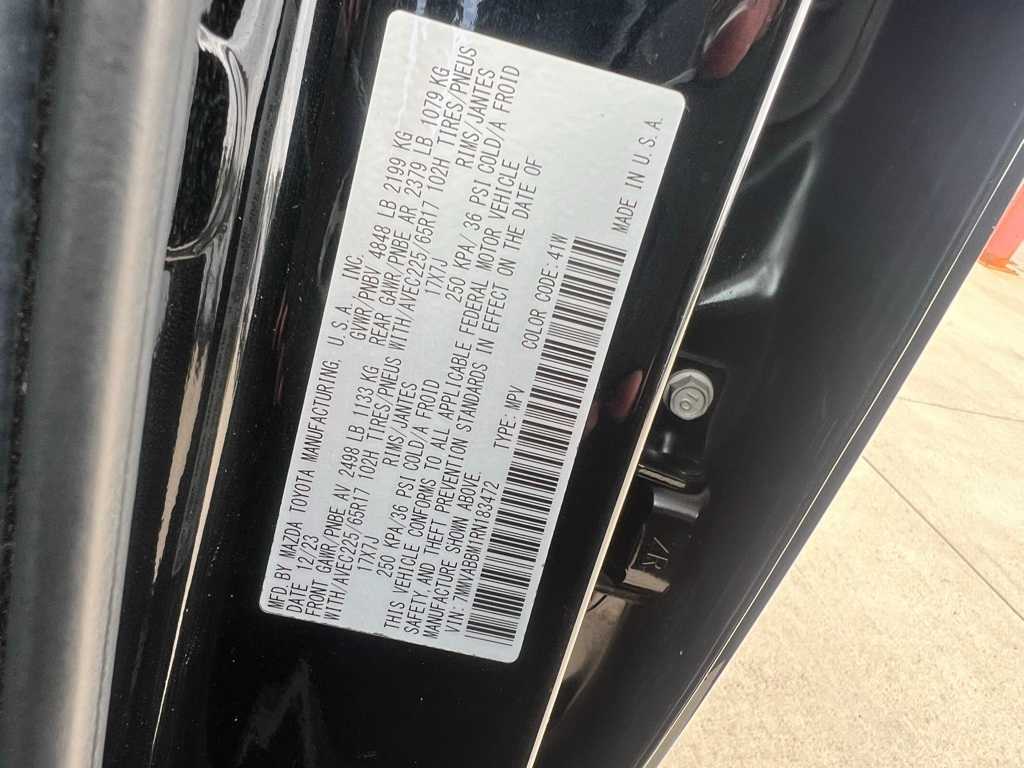 MFD BY MAZDA TOYOTA MANUFACTURING, U.S.A., INC.
DATE 12/23 GVWR/PNBV 4848 LB 2199 KG
FRONT GAWR/PNBE AV 2498 LB 1133 KG REAR GAWR/PNBE AR 2379 LB 1079 KG
WITH/AVEC225/65R17 102H TIRES/PNEUS WITH/AVEC225/65R17 102H TIRES/PNEUS
17X7J RIMS/JANTES 17X7J RIMS/JANTES
250 KPA/36 PSI COLD/A FROID 250 KPA/ 36 PSI COLD/A FROID
THIS VEHICLE CONFORMS TO ALL APPLICABLE FEDERAL MOTOR VEHICLE
SAFETY, AND THEFT PREVENTION STANDARDS IN EFFECT ON THE DATE OF
MANUFACTURE SHOWN ABOVE.
VIN: 7MMVABBM1RN183472 TYPE: MPV COLOR CODE: 41W
MADE IN U.S.A.
/R